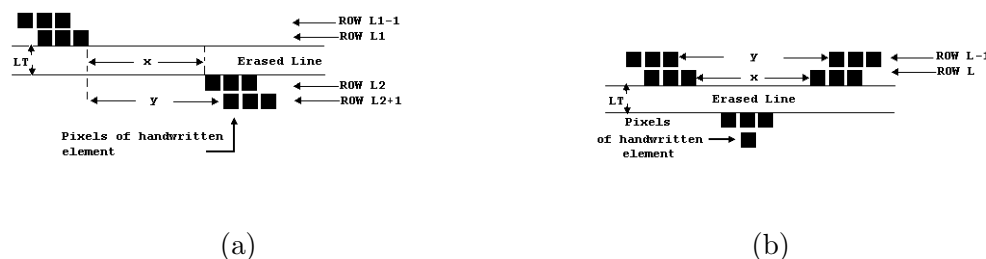 ROW L1-1
ROW L1
LT
x
Erased Line
ROW L2
y
ROW L2+1
Pixels of handwritten
element
(a)
y
ROW L-1
x
ROW L
LT
Erased Line
Pixels
of handwritten
element
(b)